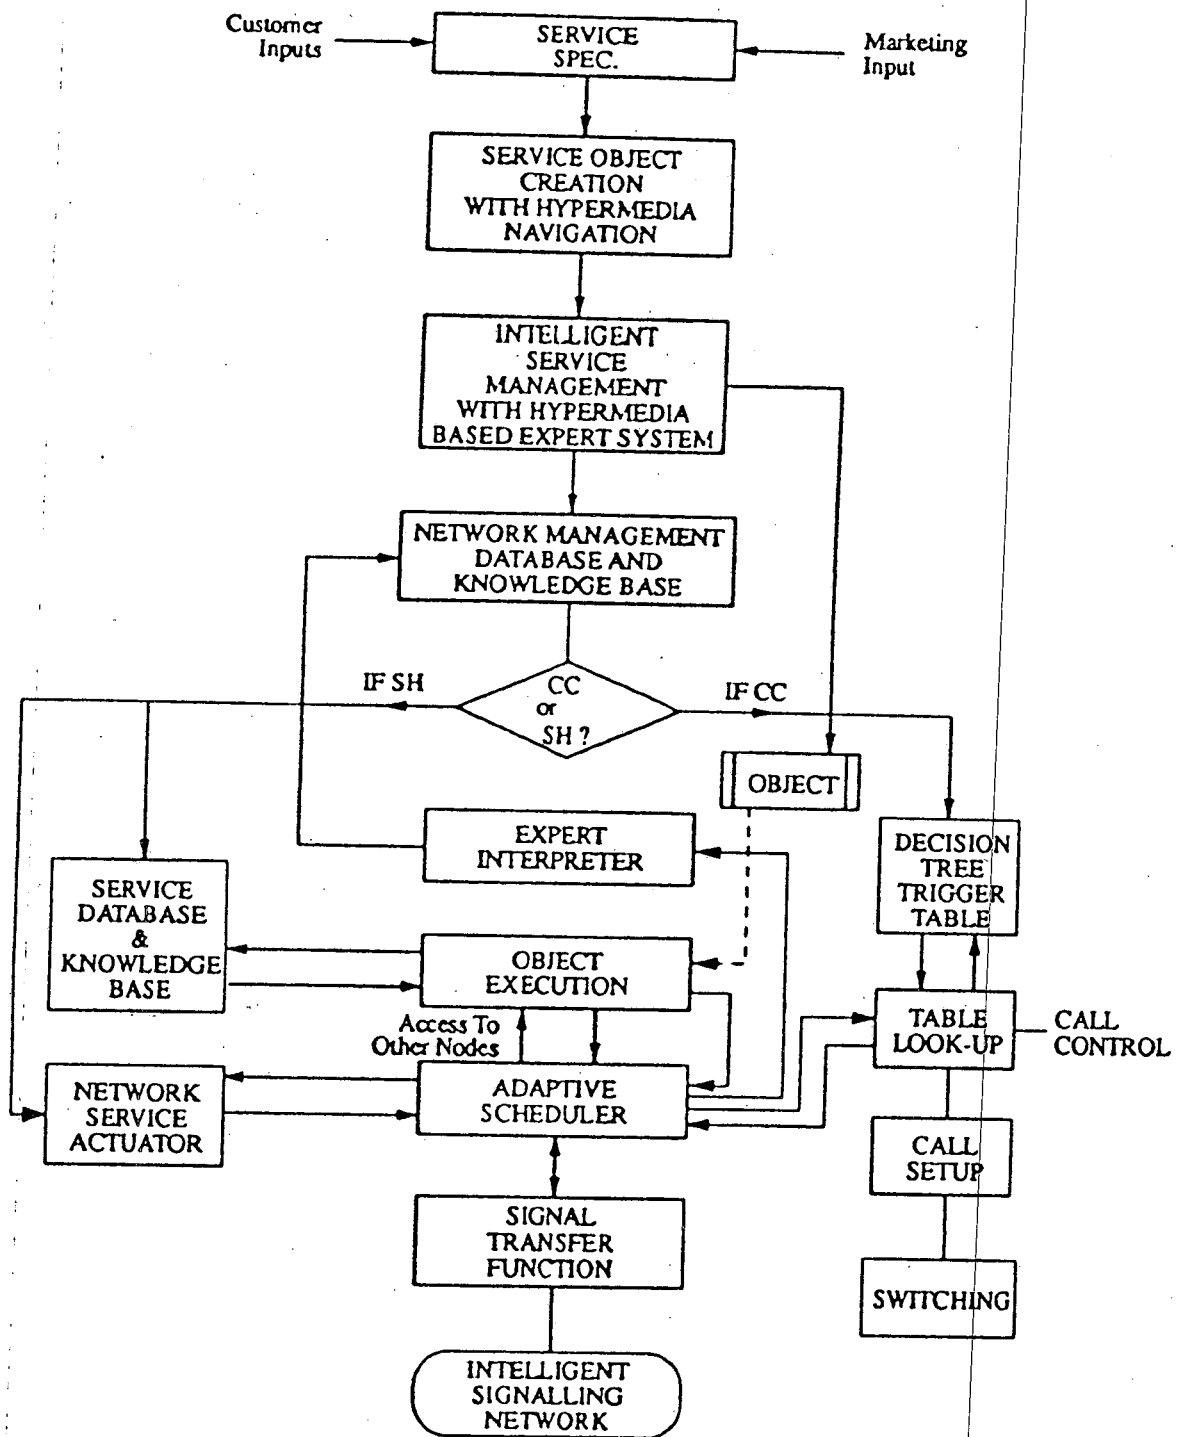 Customer
Inputs
SERVICE
SPEC.
Marketing
Input
SERVICE OBJECT
CREATION
WITH HYPERMEDIA
NAVIGATION
INTELLIGENT
SERVICE
MANAGEMENT
WITH HYPERMEDIA
BASED EXPERT SYSTEM
NETWORK MANAGEMENT
DATABASE AND
KNOWLEDGE BASE
IF SH
CC
or
SH ?
IF CC
OBJECT
EXPERT
INTERPRETER
DECISION
TREE
TRIGGER
TABLE
SERVICE
DATABASE
&
KNOWLEDGE
BASE
OBJECT
EXECUTION
Access To
Other Nodes
TABLE
LOOK-UP
CALL
CONTROL
NETWORK
SERVICE
ACTUATOR
ADAPTIVE
SCHEDULER
CALL
SETUP
SIGNAL
TRANSFER
FUNCTION
SWITCHING
INTELLIGENT
SIGNALLING
NETWORK